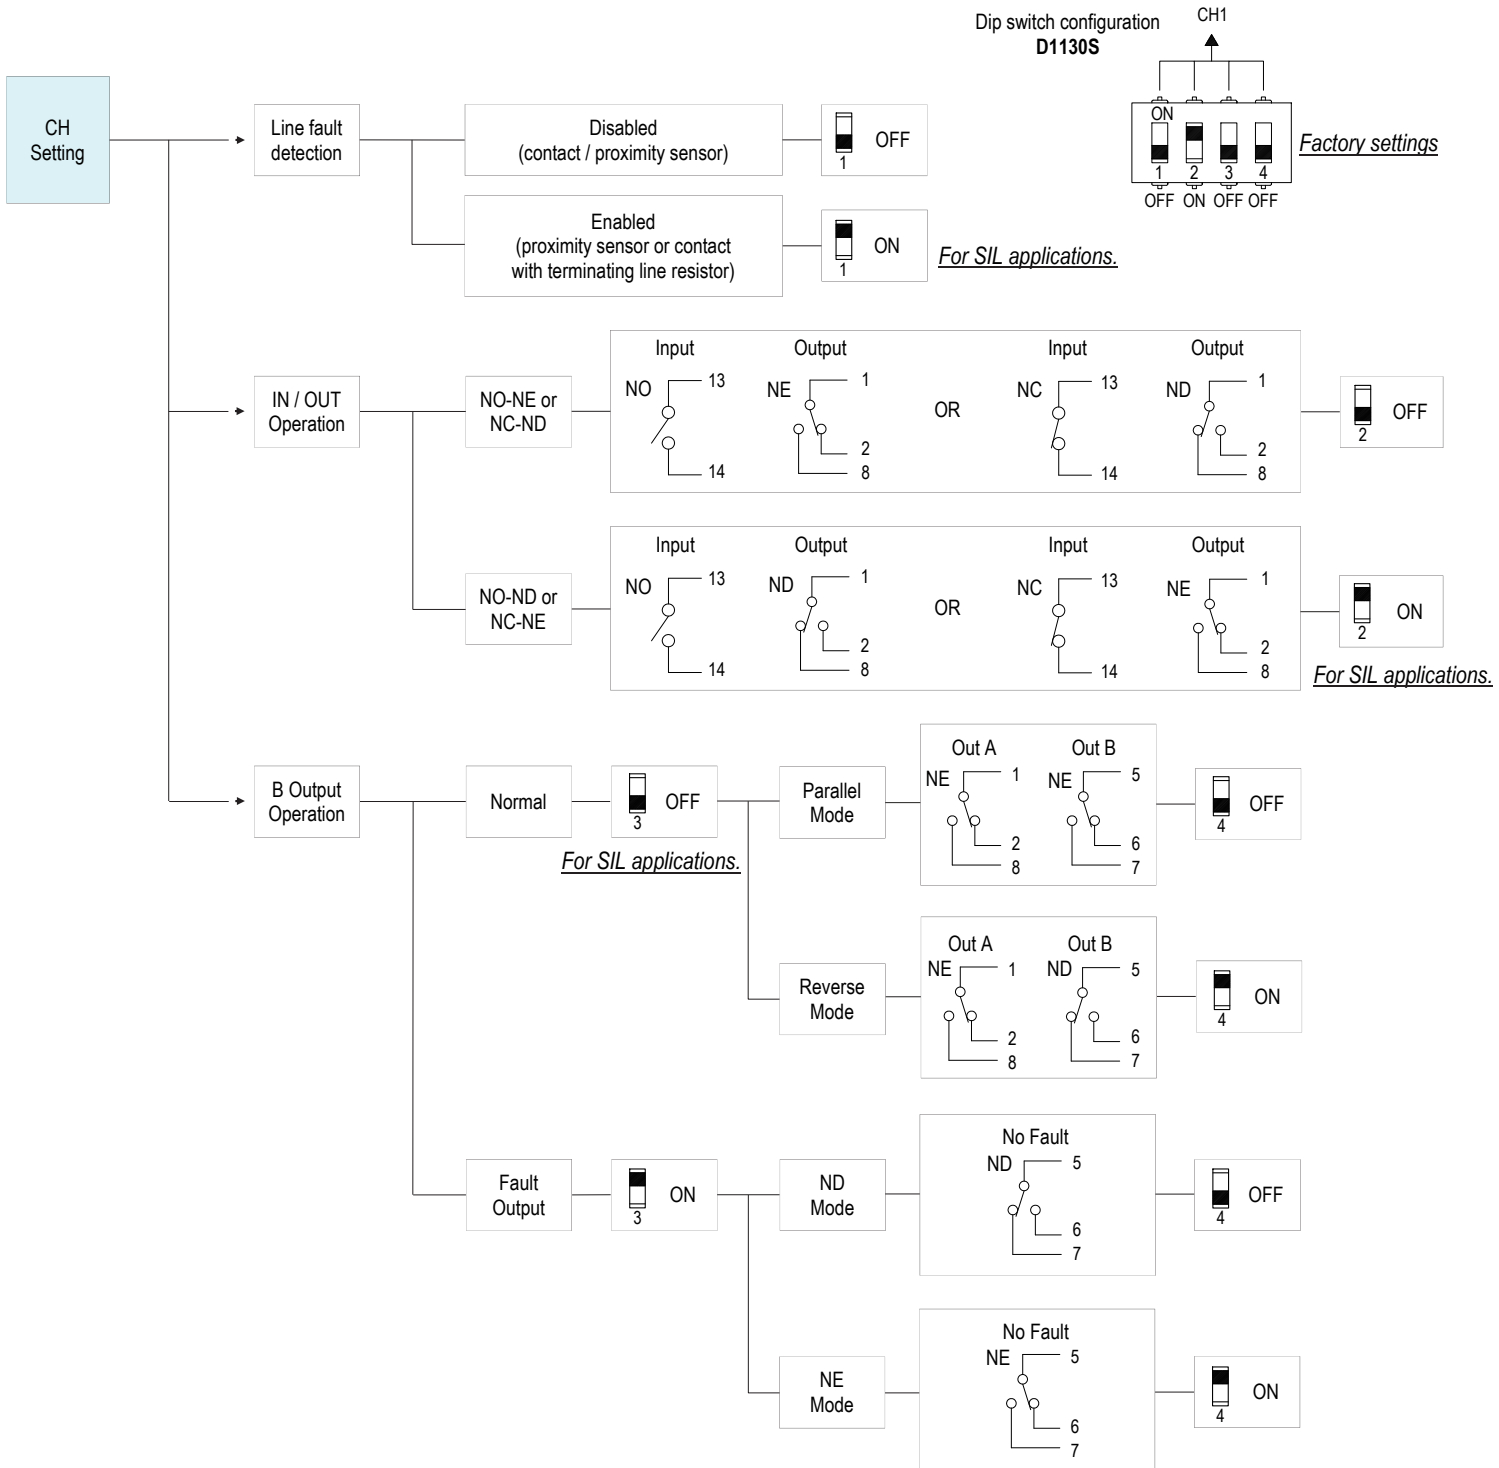 Dip switch configuration
D1130S
CH1
ON
1 2 3 4
OFF ON OFF OFF
Factory settings
CH
Setting
Line fault
detection
Disabled
(contact / proximity sensor)
1
OFF
Enabled
(proximity sensor or contact
with terminating line resistor)
1
ON
For SIL applications.
IN / OUT
Operation
NO-NE or
NC-ND
Input
NO
13
14
Output
NE
1
2
8
OR
Input
NC
13
14
Output
ND
1
2
8
2
OFF
NO-ND or
NC-NE
Input
NO
13
14
Output
ND
1
2
8
OR
Input
NC
13
14
Output
NE
1
2
8
2
ON
For SIL applications.
B Output
Operation
Normal
3
OFF
For SIL applications.
Parallel
Mode
Out A
NE
1
2
8
Out B
NE
5
6
7
4
OFF
Reverse
Mode
Out A
NE
1
2
8
Out B
ND
5
6
7
4
ON
Fault
Output
3
ON
ND
Mode
No Fault
ND
5
6
7
4
OFF
NE
Mode
No Fault
NE
5
6
7
4
ON